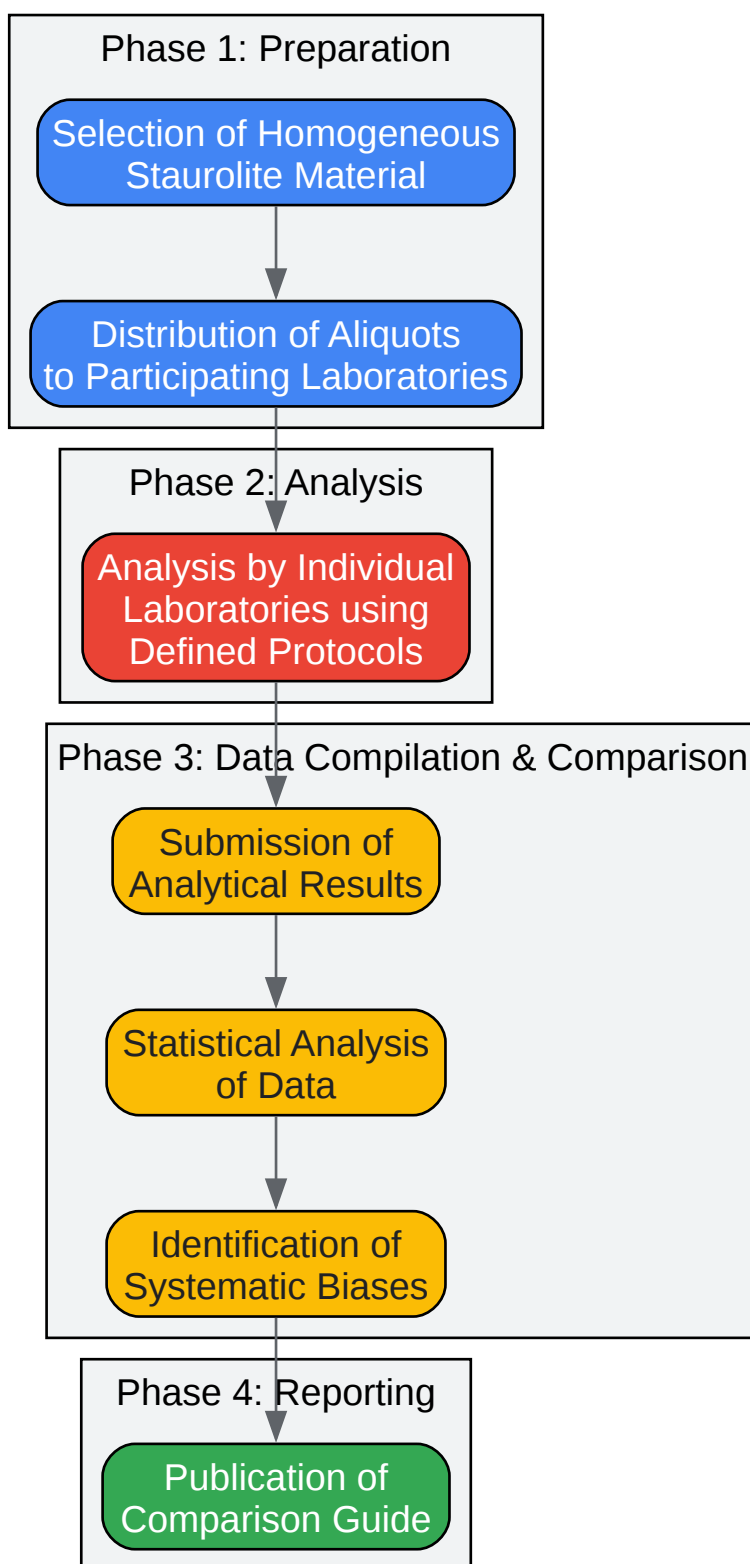 Phase 1: Preparation
Selection of Homogeneous
Staurolite Material
Distribution of Aliquots
to Participating Laboratories
Phase 2: Analysis
Analysis by Individual
Laboratories using
Defined Protocols
Phase 3: Data Compilation & Comparison
Submission of
Analytical Results
Statistical Analysis
of Data
Identification of
Systematic Biases
Phase 4: Reporting
Publication of
Comparison Guide